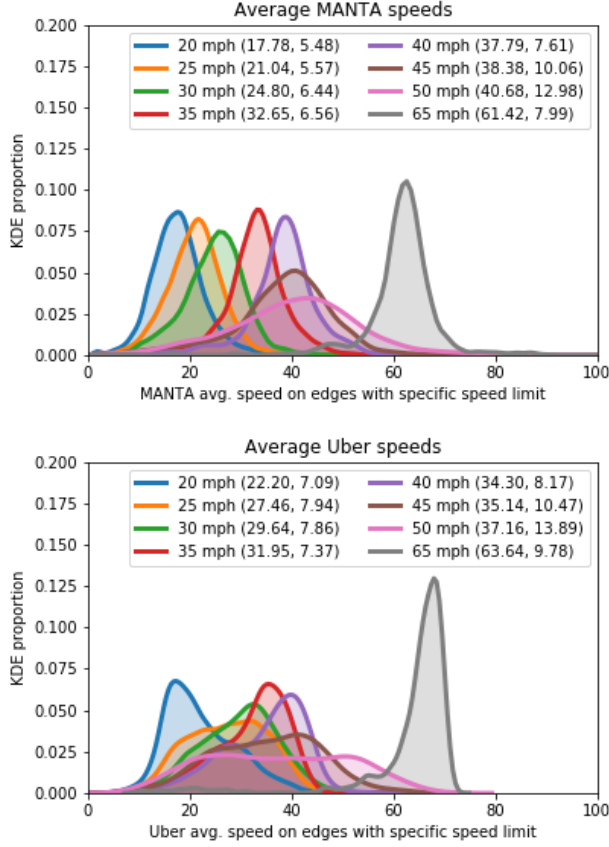 Average MANTA speeds
0.200
0.175
0.150
0.125
0.100
0.075
0.050
0.025
0.000
KDE proportion
20 mph (17.78, 5.48)
25 mph (21.04, 5.57)
30 mph (24.80, 6.44)
35 mph (32.65, 6.56)
40 mph (37.79, 7.61)
45 mph (38.38, 10.06)
50 mph (40.68, 12.98)
65 mph (61.42, 7.99)
0 20 40 60 80 100
MANTA avg. speed on edges with specific speed limit
Average Uber speeds
0.200
0.175
0.150
0.125
0.100
0.075
0.050
0.025
0.000
KDE proportion
20 mph (22.20, 7.09)
25 mph (27.46, 7.94)
30 mph (29.64, 7.86)
35 mph (31.95, 7.37)
40 mph (34.30, 8.17)
45 mph (35.14, 10.47)
50 mph (37.16, 13.89)
65 mph (63.64, 9.78)
0 20 40 60 80 100
Uber avg. speed on edges with specific speed limit